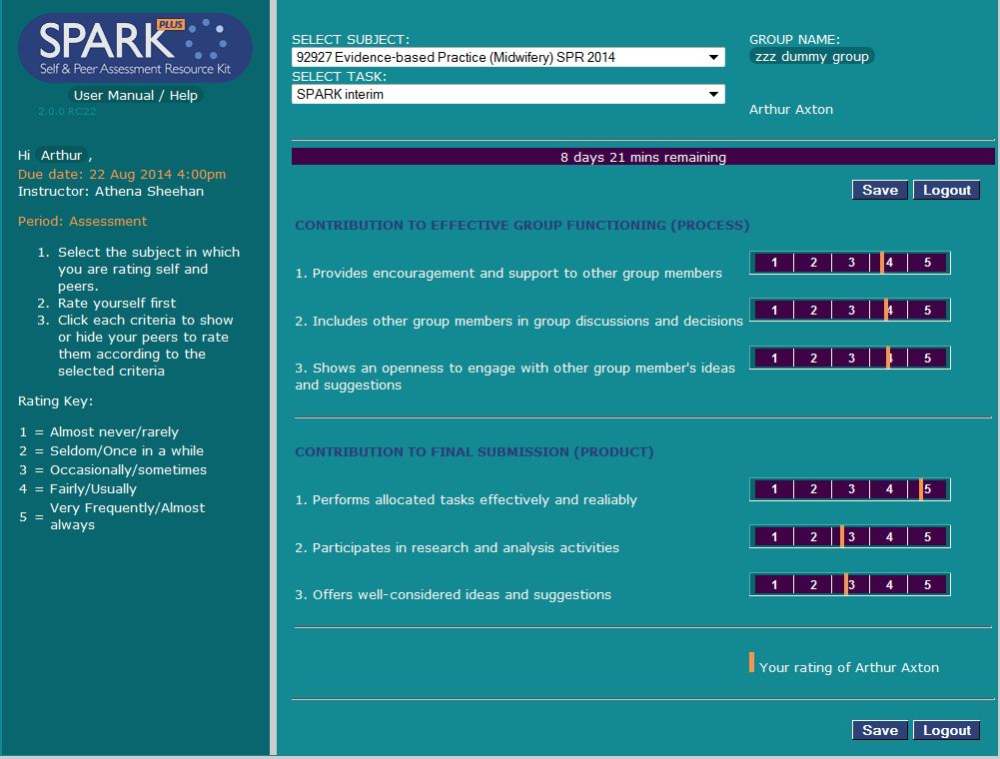 SPARK PLUS
Self & Peer Assessment Resource Kit
User Manual / Help
2.0.0 RC22
Hi Arthur ,
Due date: 22 Aug 2014 4:00pm
Instructor: Athena Sheehan
Period: Assessment
1. Select the subject in which
you are rating self and
peers.
2. Rate yourself first
3. Click each criteria to show
or hide your peers to rate
them according to the
selected criteria
Rating Key:
1 = Almost never/rarely
2 = Seldom/Once in a while
3 = Occasionally/sometimes
4 = Fairly/Usually
5 = Very Frequently/Almost
always
SELECT SUBJECT:
92927 Evidence-based Practice (Midwifery) SPR 2014
SELECT TASK:
SPARK interim
GROUP NAME:
zzz dummy group
Arthur Axton
8 days 21 mins remaining
Save Logout
CONTRIBUTION TO EFFECTIVE GROUP FUNCTIONING (PROCESS)
1. Provides encouragement and support to other group members
1 2 3 4 5
2. Includes other group members in group discussions and decisions
1 2 3 4 5
3. Shows an openness to engage with other group member's ideas
and suggestions
1 2 3 4 5
CONTRIBUTION TO FINAL SUBMISSION (PRODUCT)
1. Performs allocated tasks effectively and realiably
1 2 3 4 5
2. Participates in research and analysis activities
1 2 3 4 5
3. Offers well-considered ideas and suggestions
1 2 3 4 5
Your rating of Arthur Axton
Save Logout